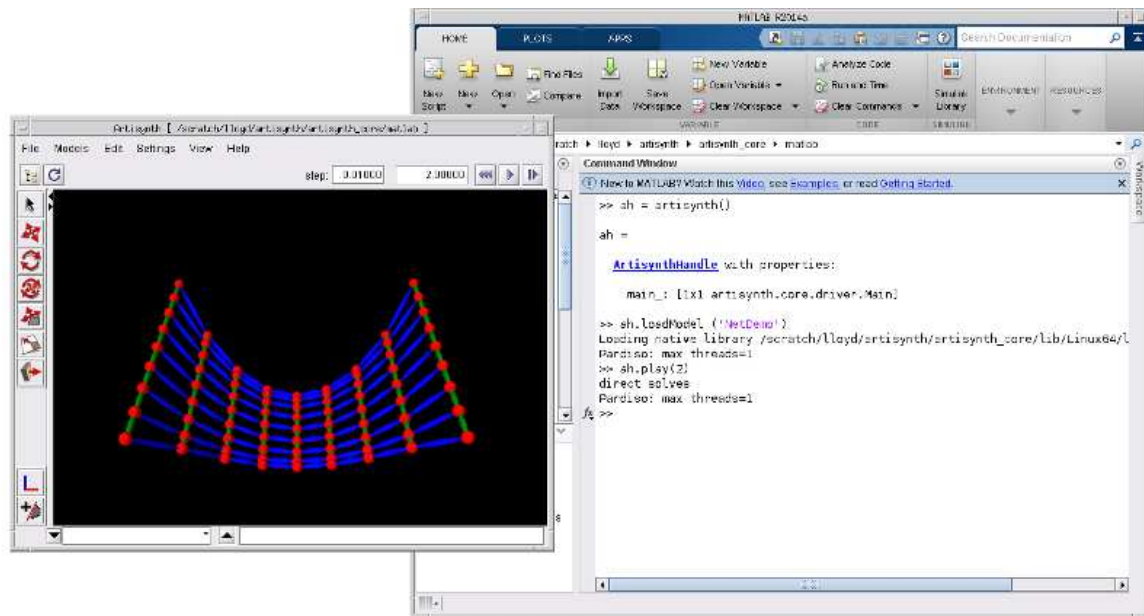 MATLAB R2014a
HOME PLOTS APPS
Search Documentation
New Script
New
Open
Find Files
Compare
Import Data
Save Workspace
New Variable
Open Variable
Clear Workspace
Analyze Code
Run and Time
Clear Commands
Simulink Library
ENVIRONMENT
RESOURCES
VARIABLE
CODE
SIMULINK
Artisynth [ /scratch/lloyd/artisynth/artisynth_core/matlab ]
File Models Edit Settings View Help
step: 0.01000 2.00000
ratch ▸ lloyd ▸ artisynth ▸ artisynth_core ▸ matlab
Command Window
Workspace
New to MATLAB? Watch this Video, see Examples, or read Getting Started.
>> ah = artisynth()
ah =
ArtisynthHandle with properties:
main_: [1x1 artisynth.core.driver.Main]
>> ah.loadModel ('NetDemo')
Loading native library /scratch/lloyd/artisynth/artisynth_core/lib/Linux64/l
Pardiso: max threads=1
>> ah.play(2)
direct solves
Pardiso: max threads=1
fx >>